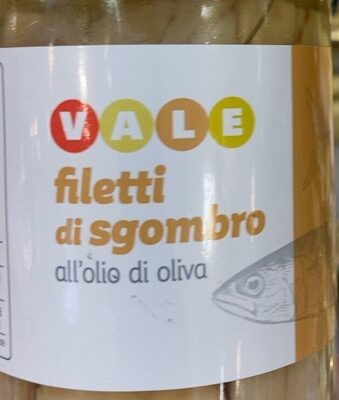 VALE
filetti
di sgombro
all'olio di oliva